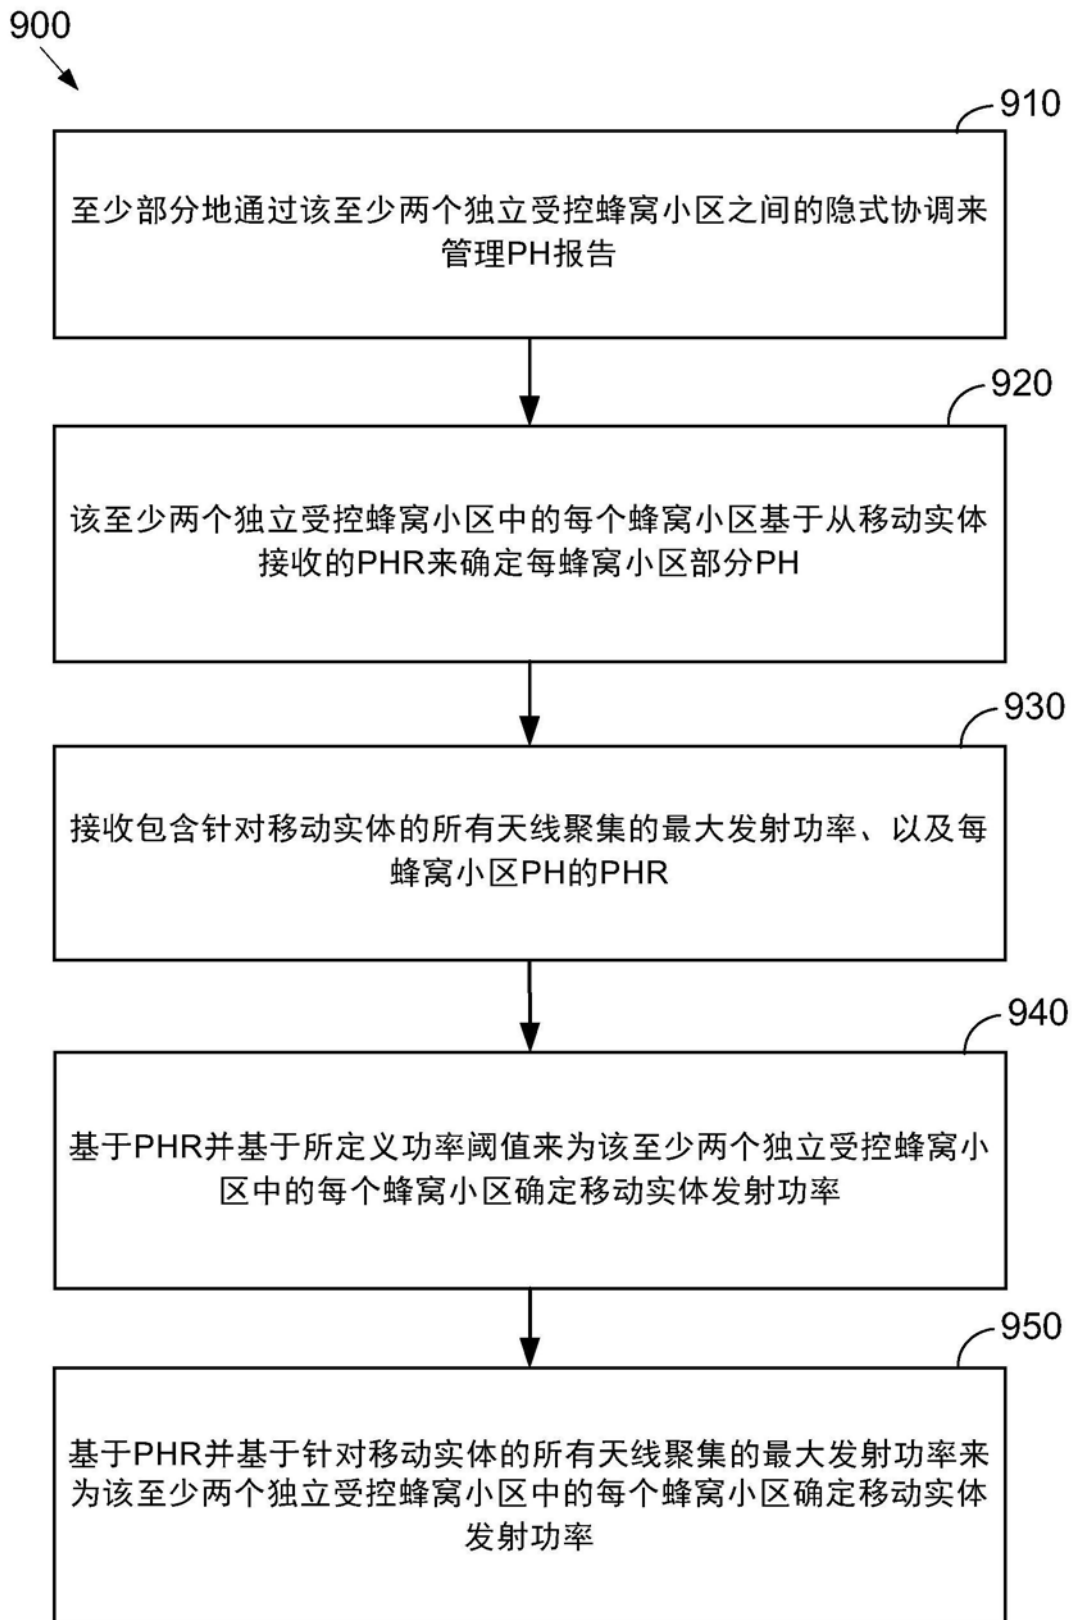 900
910
至少部分地通过该至少两个独立受控蜂窝小区之间的隐式协调来
管理PH报告
920
该至少两个独立受控蜂窝小区中的每个蜂窝小区基于从移动实体
接收的PHR来确定每蜂窝小区部分PH
930
接收包含针对移动实体的所有天线聚集的最大发射功率、以及每
蜂窝小区PH的PHR
940
基于PHR并基于所定义功率阈值来为该至少两个独立受控蜂窝小
区中的每个蜂窝小区确定移动实体发射功率
950
基于PHR并基于针对移动实体的所有天线聚集的最大发射功率来
为该至少两个独立受控蜂窝小区中的每个蜂窝小区确定移动实体
发射功率